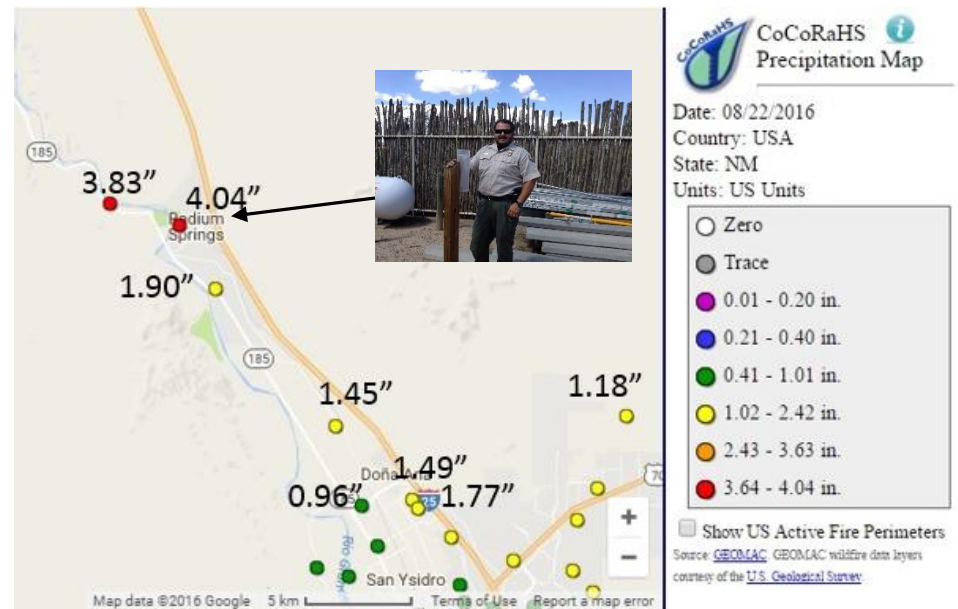 185
3.83”
4.04”
Radium
Springs
1.90”
185
1.45”
1.18”
1.49”
Doña Ana
0.96”
25
1.77”
70
Rio Grande
San Ysidro
+
−
Map data ©2016 Google
5 km
Terms of Use
Report a map error
CoCoRaHS
CoCoRaHS
i
Precipitation Map
Date: 08/22/2016
Country: USA
State: NM
Units: US Units
Zero
Trace
0.01 - 0.20 in.
0.21 - 0.40 in.
0.41 - 1.01 in.
1.02 - 2.42 in.
2.43 - 3.63 in.
3.64 - 4.04 in.
Show US Active Fire Perimeters
Source: GEOMAC GEOMAC wildfire data layers
courtesy of the U.S. Geological Survey.